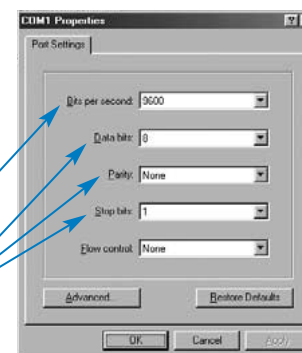 COM1 Properties
Port Settings
Bits per second: 9600
Data bits: 8
Parity: None
Stop bits: 1
Flow control: None
Advanced...
Restore Defaults
OK
Cancel
Apply